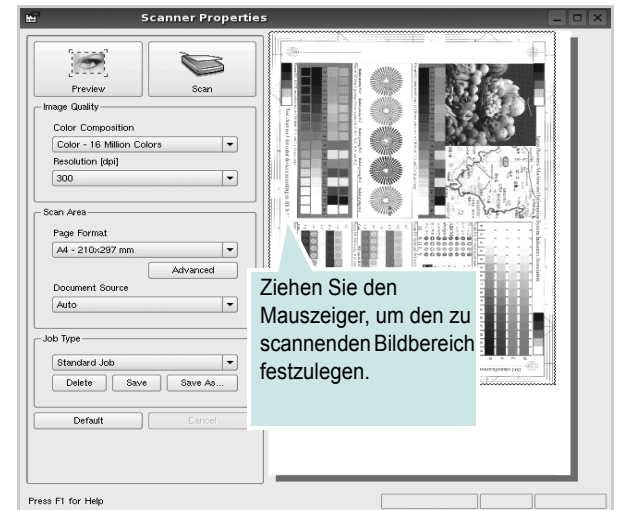 Scanner Properties
Preview
Scan
Image Quality
Color Composition
Color - 16 Million Colors
Resolution [dpi]
300
Scan Area
Page Format
A4 - 210x297 mm
Advanced
Document Source
Auto
Job Type
Standard Job
Delete
Save
Save As...
Default
Cancel
Ziehen Sie den
Mauszeiger, um den zu
scannenden Bildbereich
festzulegen.
Press F1 for Help